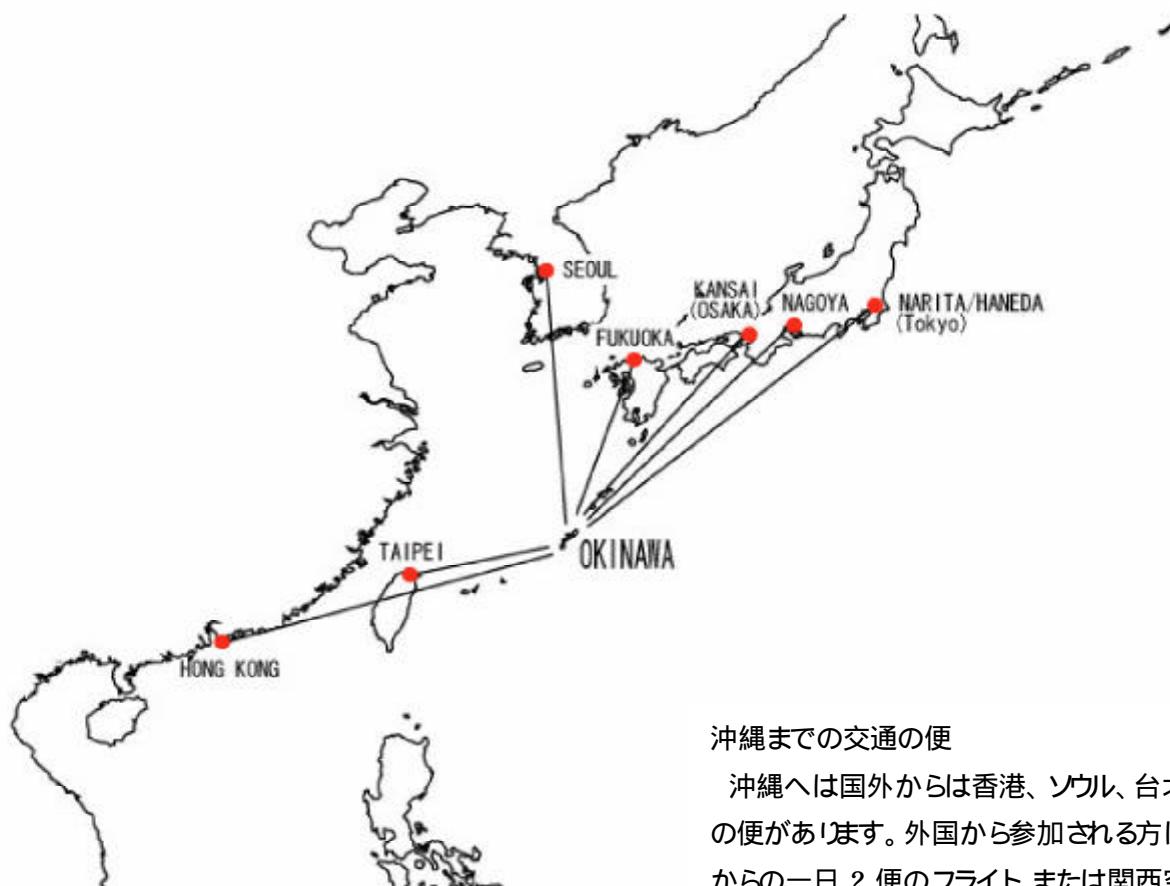 SEOUL
KANSAI
(OSAKA)
NAGOYA
NARITA/HANEDA
(Tokyo)
FUKUOKA
TAIPEI
OKINAWA
HONG KONG
沖縄までの交通の便
沖縄へは国外からは香港、ソウル、台
の便があります。外国から参加される方
からの一日 2 便のフライト または関西